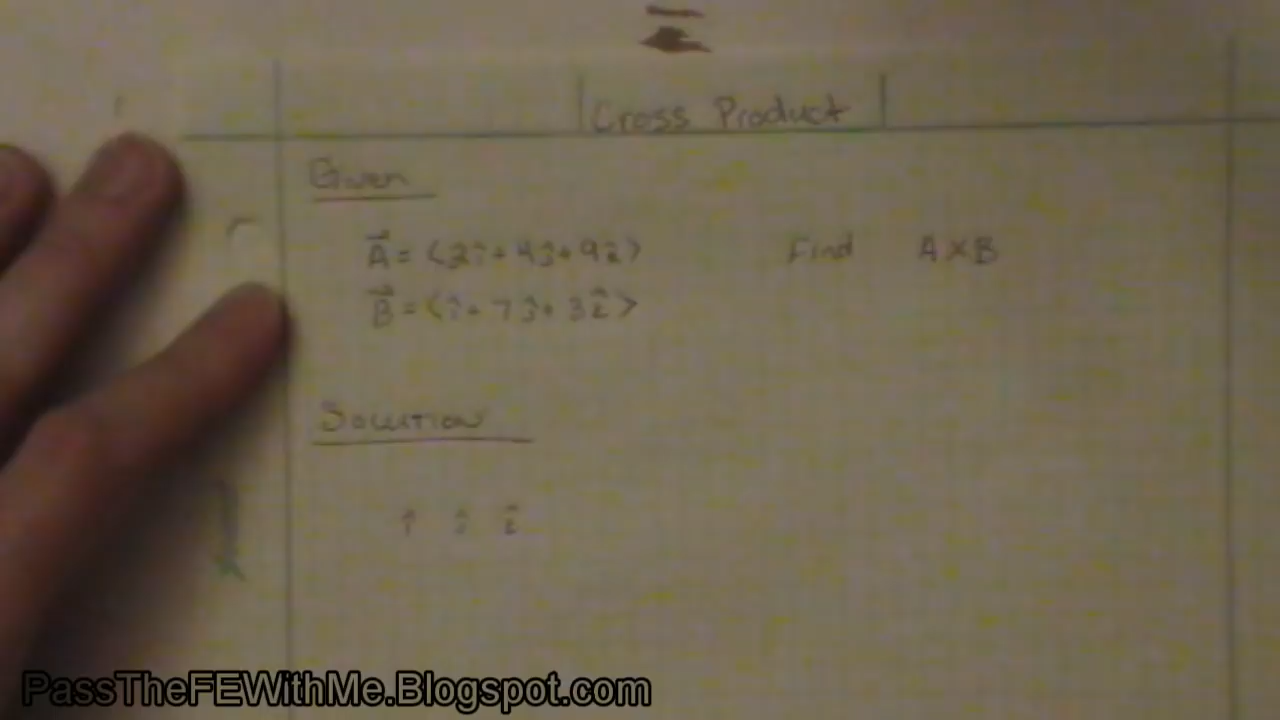 Cross Product
Given
A = <2î + 4ĵ + 9k̂> Find A×B
B = <î + 7ĵ + 3k̂>
Solution
î ĵ k̂
PassTheFEWithMe.Blogspot.com